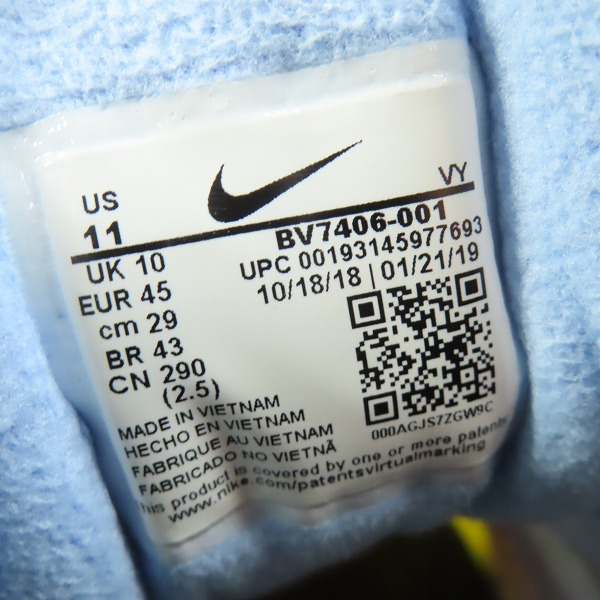 US
11
VY
BV7406-001
UPC 00193145977693
10/18/18 | 01/21/19
UK 10
EUR 45
cm 29
BR 43
CN 290
(2.5)
000AGJS7ZGW9C
MADE IN VIETNAM
HECHO EN VIETNAM
FABRIQUE AU VIETNAM
FABRICADO NO VIETNÃ
this product is covered by one or more patents
www.nike.com/patentsvirtualmarking